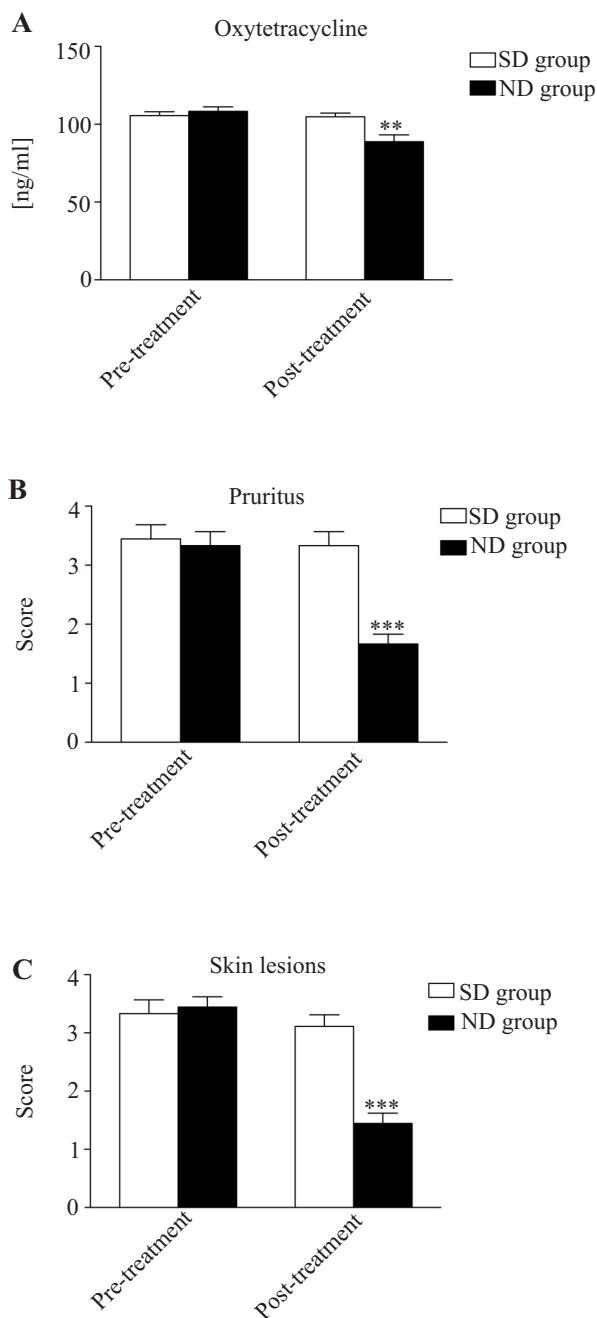 A
Oxytetracycline
SD group
ND group
[ng/ml]
150
100
50
0
**
Pre-treatment
Post-treatment
B
Pruritus
SD group
ND group
Score
4
3
2
1
0
***
Pre-treatment
Post-treatment
C
Skin lesions
SD group
ND group
Score
4
3
2
1
0
***
Pre-treatment
Post-treatment